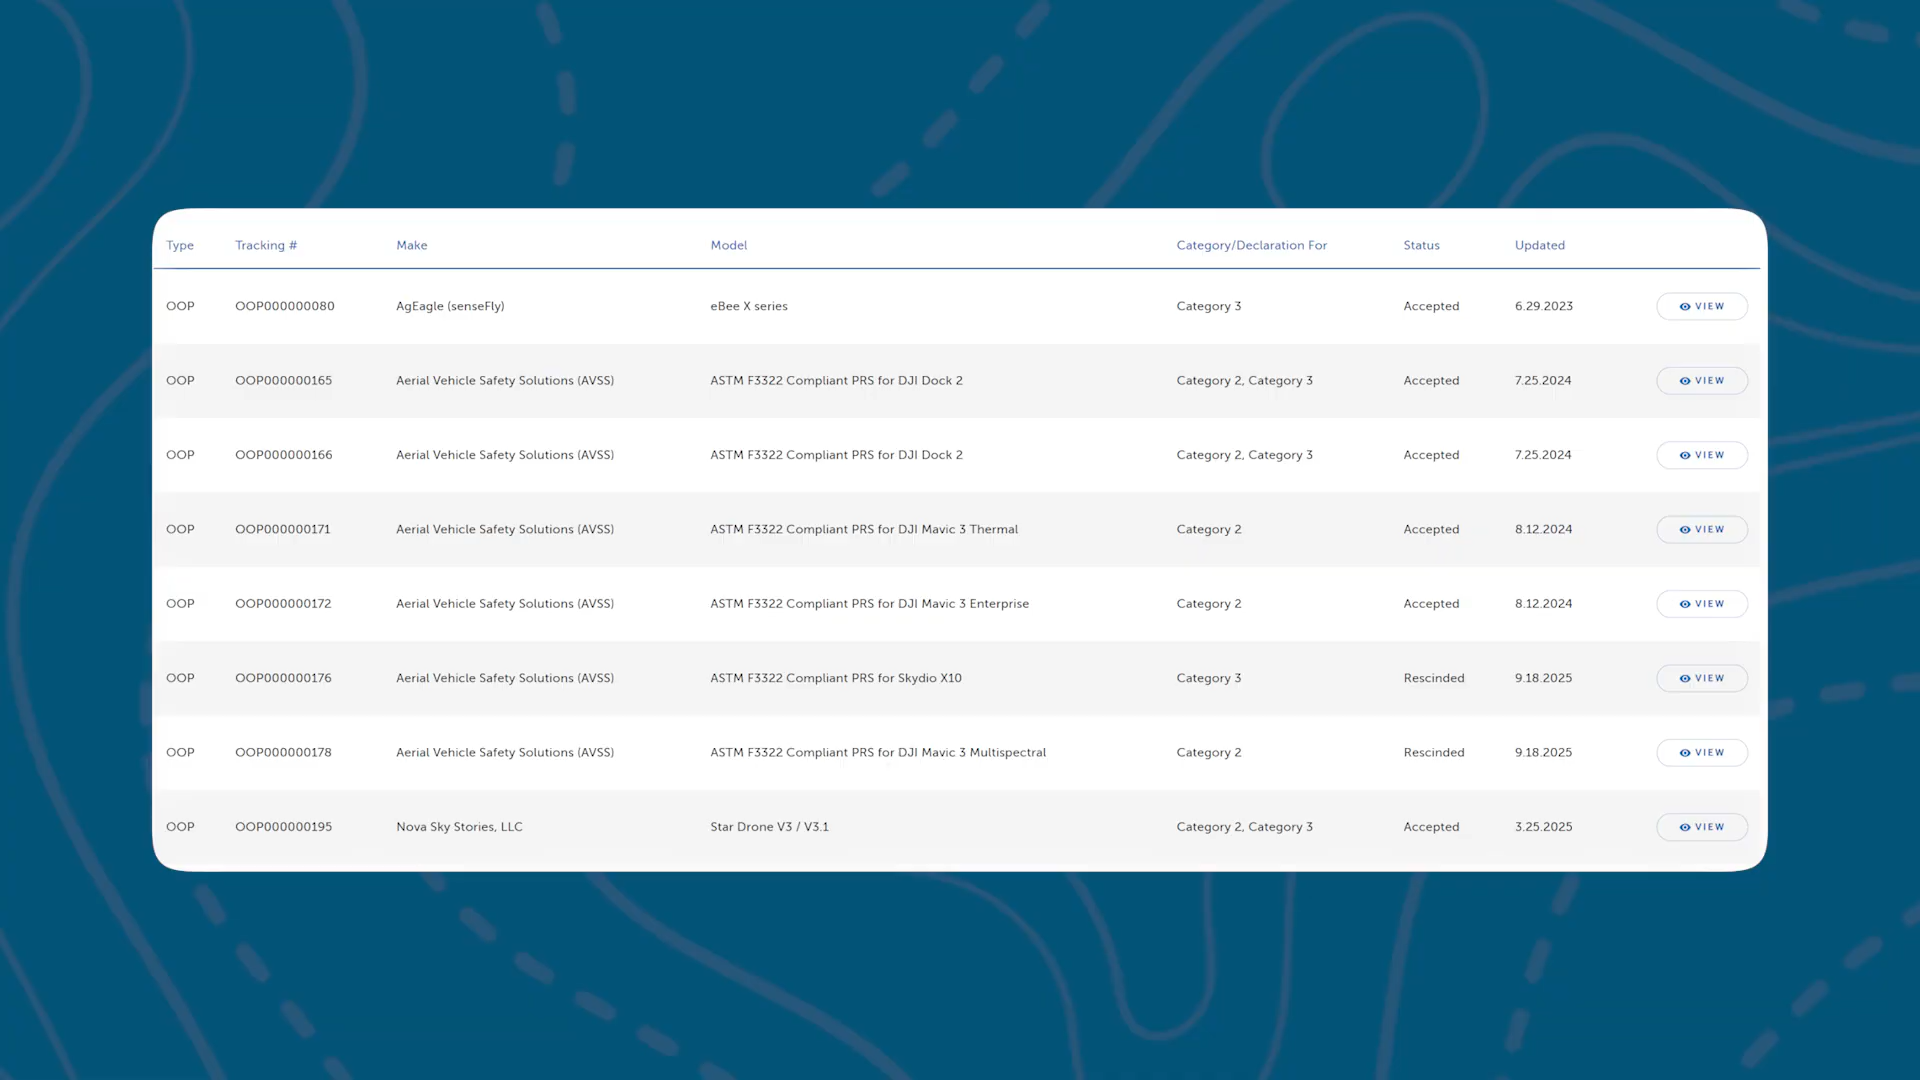 Type Tracking # Make Model Category/Declaration For Status Updated
OOP OOP000000080 AgEagle (senseFly) eBee X series Category 3 Accepted 6.29.2023 VIEW
OOP OOP000000165 Aerial Vehicle Safety Solutions (AVSS) ASTM F3322 Compliant PRS for DJI Dock 2 Category 2, Category 3 Accepted 7.25.2024 VIEW
OOP OOP000000166 Aerial Vehicle Safety Solutions (AVSS) ASTM F3322 Compliant PRS for DJI Dock 2 Category 2, Category 3 Accepted 7.25.2024 VIEW
OOP OOP000000171 Aerial Vehicle Safety Solutions (AVSS) ASTM F3322 Compliant PRS for DJI Mavic 3 Thermal Category 2 Accepted 8.12.2024 VIEW
OOP OOP000000172 Aerial Vehicle Safety Solutions (AVSS) ASTM F3322 Compliant PRS for DJI Mavic 3 Enterprise Category 2 Accepted 8.12.2024 VIEW
OOP OOP000000176 Aerial Vehicle Safety Solutions (AVSS) ASTM F3322 Compliant PRS for Skydio X10 Category 3 Rescinded 9.18.2025 VIEW
OOP OOP000000178 Aerial Vehicle Safety Solutions (AVSS) ASTM F3322 Compliant PRS for DJI Mavic 3 Multispectral Category 2 Rescinded 9.18.2025 VIEW
OOP OOP000000195 Nova Sky Stories, LLC Star Drone V3 / V3.1 Category 2, Category 3 Accepted 3.25.2025 VIEW